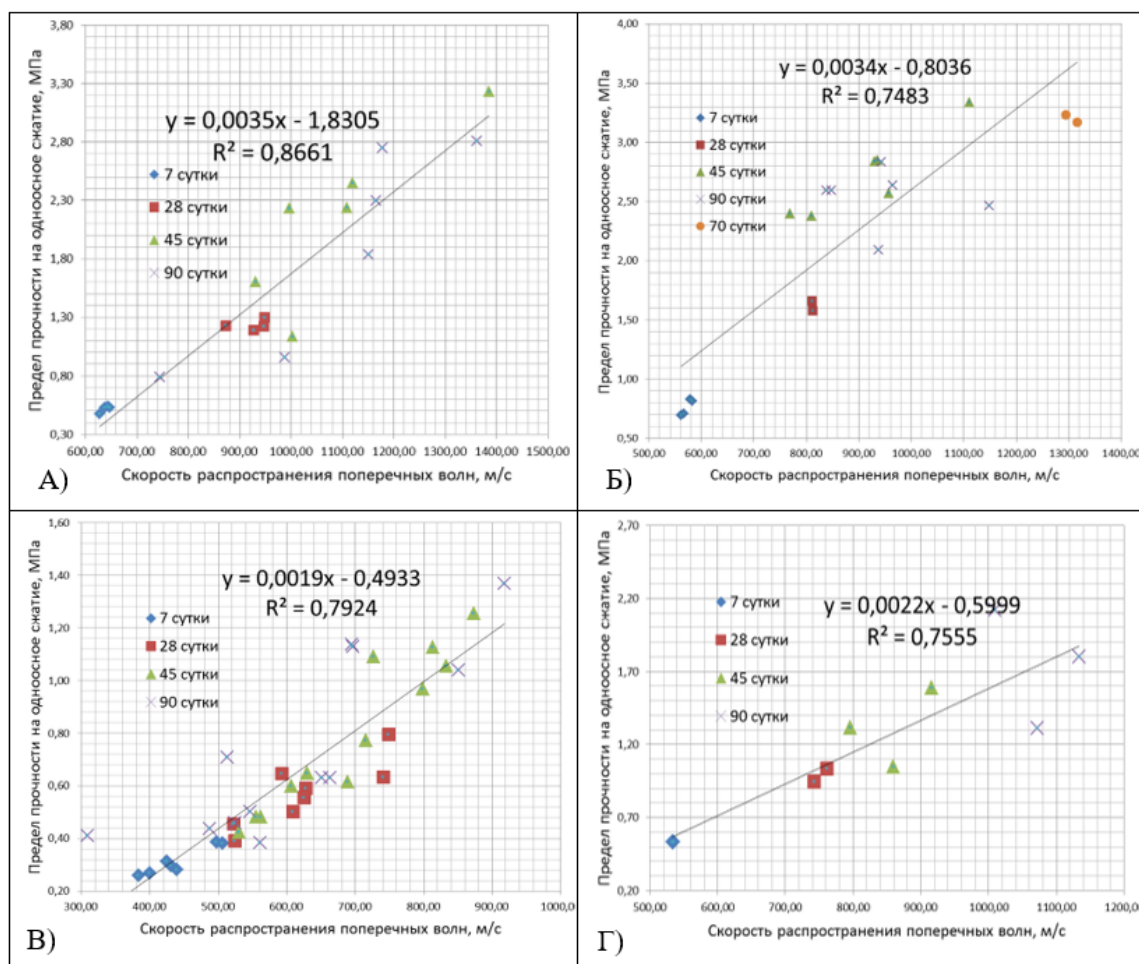 3,80
3,30
2,80
2,30
1,80
1,30
0,80
0,30
Предел прочности на одноосное сжатие, МПа
y = 0,0035x - 1,8305
R² = 0,8661
7 сутки
28 сутки
45 сутки
90 сутки
600,00 700,00 800,00 900,00 1000,00 1100,00 1200,00 1300,00 1400,00 1500,00
Скорость распространения поперечных волн, м/с
А)
4,00
3,50
3,00
2,50
2,00
1,50
1,00
0,50
Предел прочности на одноосное сжатие, МПа
y = 0,0034x - 0,8036
R² = 0,7483
7 сутки
28 сутки
45 сутки
90 сутки
70 сутки
500,00 600,00 700,00 800,00 900,00 1000,00 1100,00 1200,00 1300,00 1400,00
Скорость распространения поперечных волн, м/с
Б)
1,60
1,40
1,20
1,00
0,80
0,60
0,40
0,20
Предел прочности на одноосное сжатие, МПа
y = 0,0019x - 0,4933
R² = 0,7924
7 сутки
28 сутки
45 сутки
90 сутки
300,00 400,00 500,00 600,00 700,00 800,00 900,00 1000,00
Скорость распространения поперечных волн, м/с
В)
2,70
2,20
1,70
1,20
0,70
0,20
Предел прочности на одноосное сжатие, МПа
y = 0,0022x - 0,5999
R² = 0,7555
7 сутки
28 сутки
45 сутки
90 сутки
500,00 600,00 700,00 800,00 900,00 1000,00 1100,00 1200,00
Скорость распространения поперечных волн, м/с
Г)